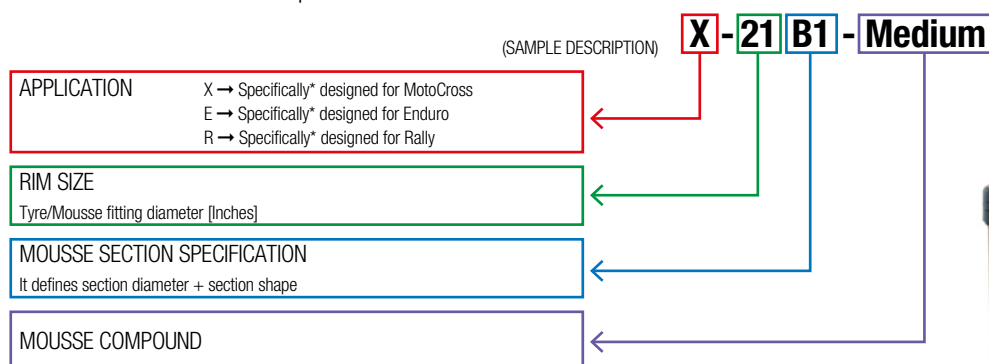 (SAMPLE DESCRIPTION) X - 21 B1 - Medium
APPLICATION
X → Specifically* designed for MotoCross
E → Specifically* designed for Enduro
R → Specifically* designed for Rally
RIM SIZE
Tyre/Mousse fitting diameter [Inches]
MOUSSE SECTION SPECIFICATION
It defines section diameter + section shape
MOUSSE COMPOUND